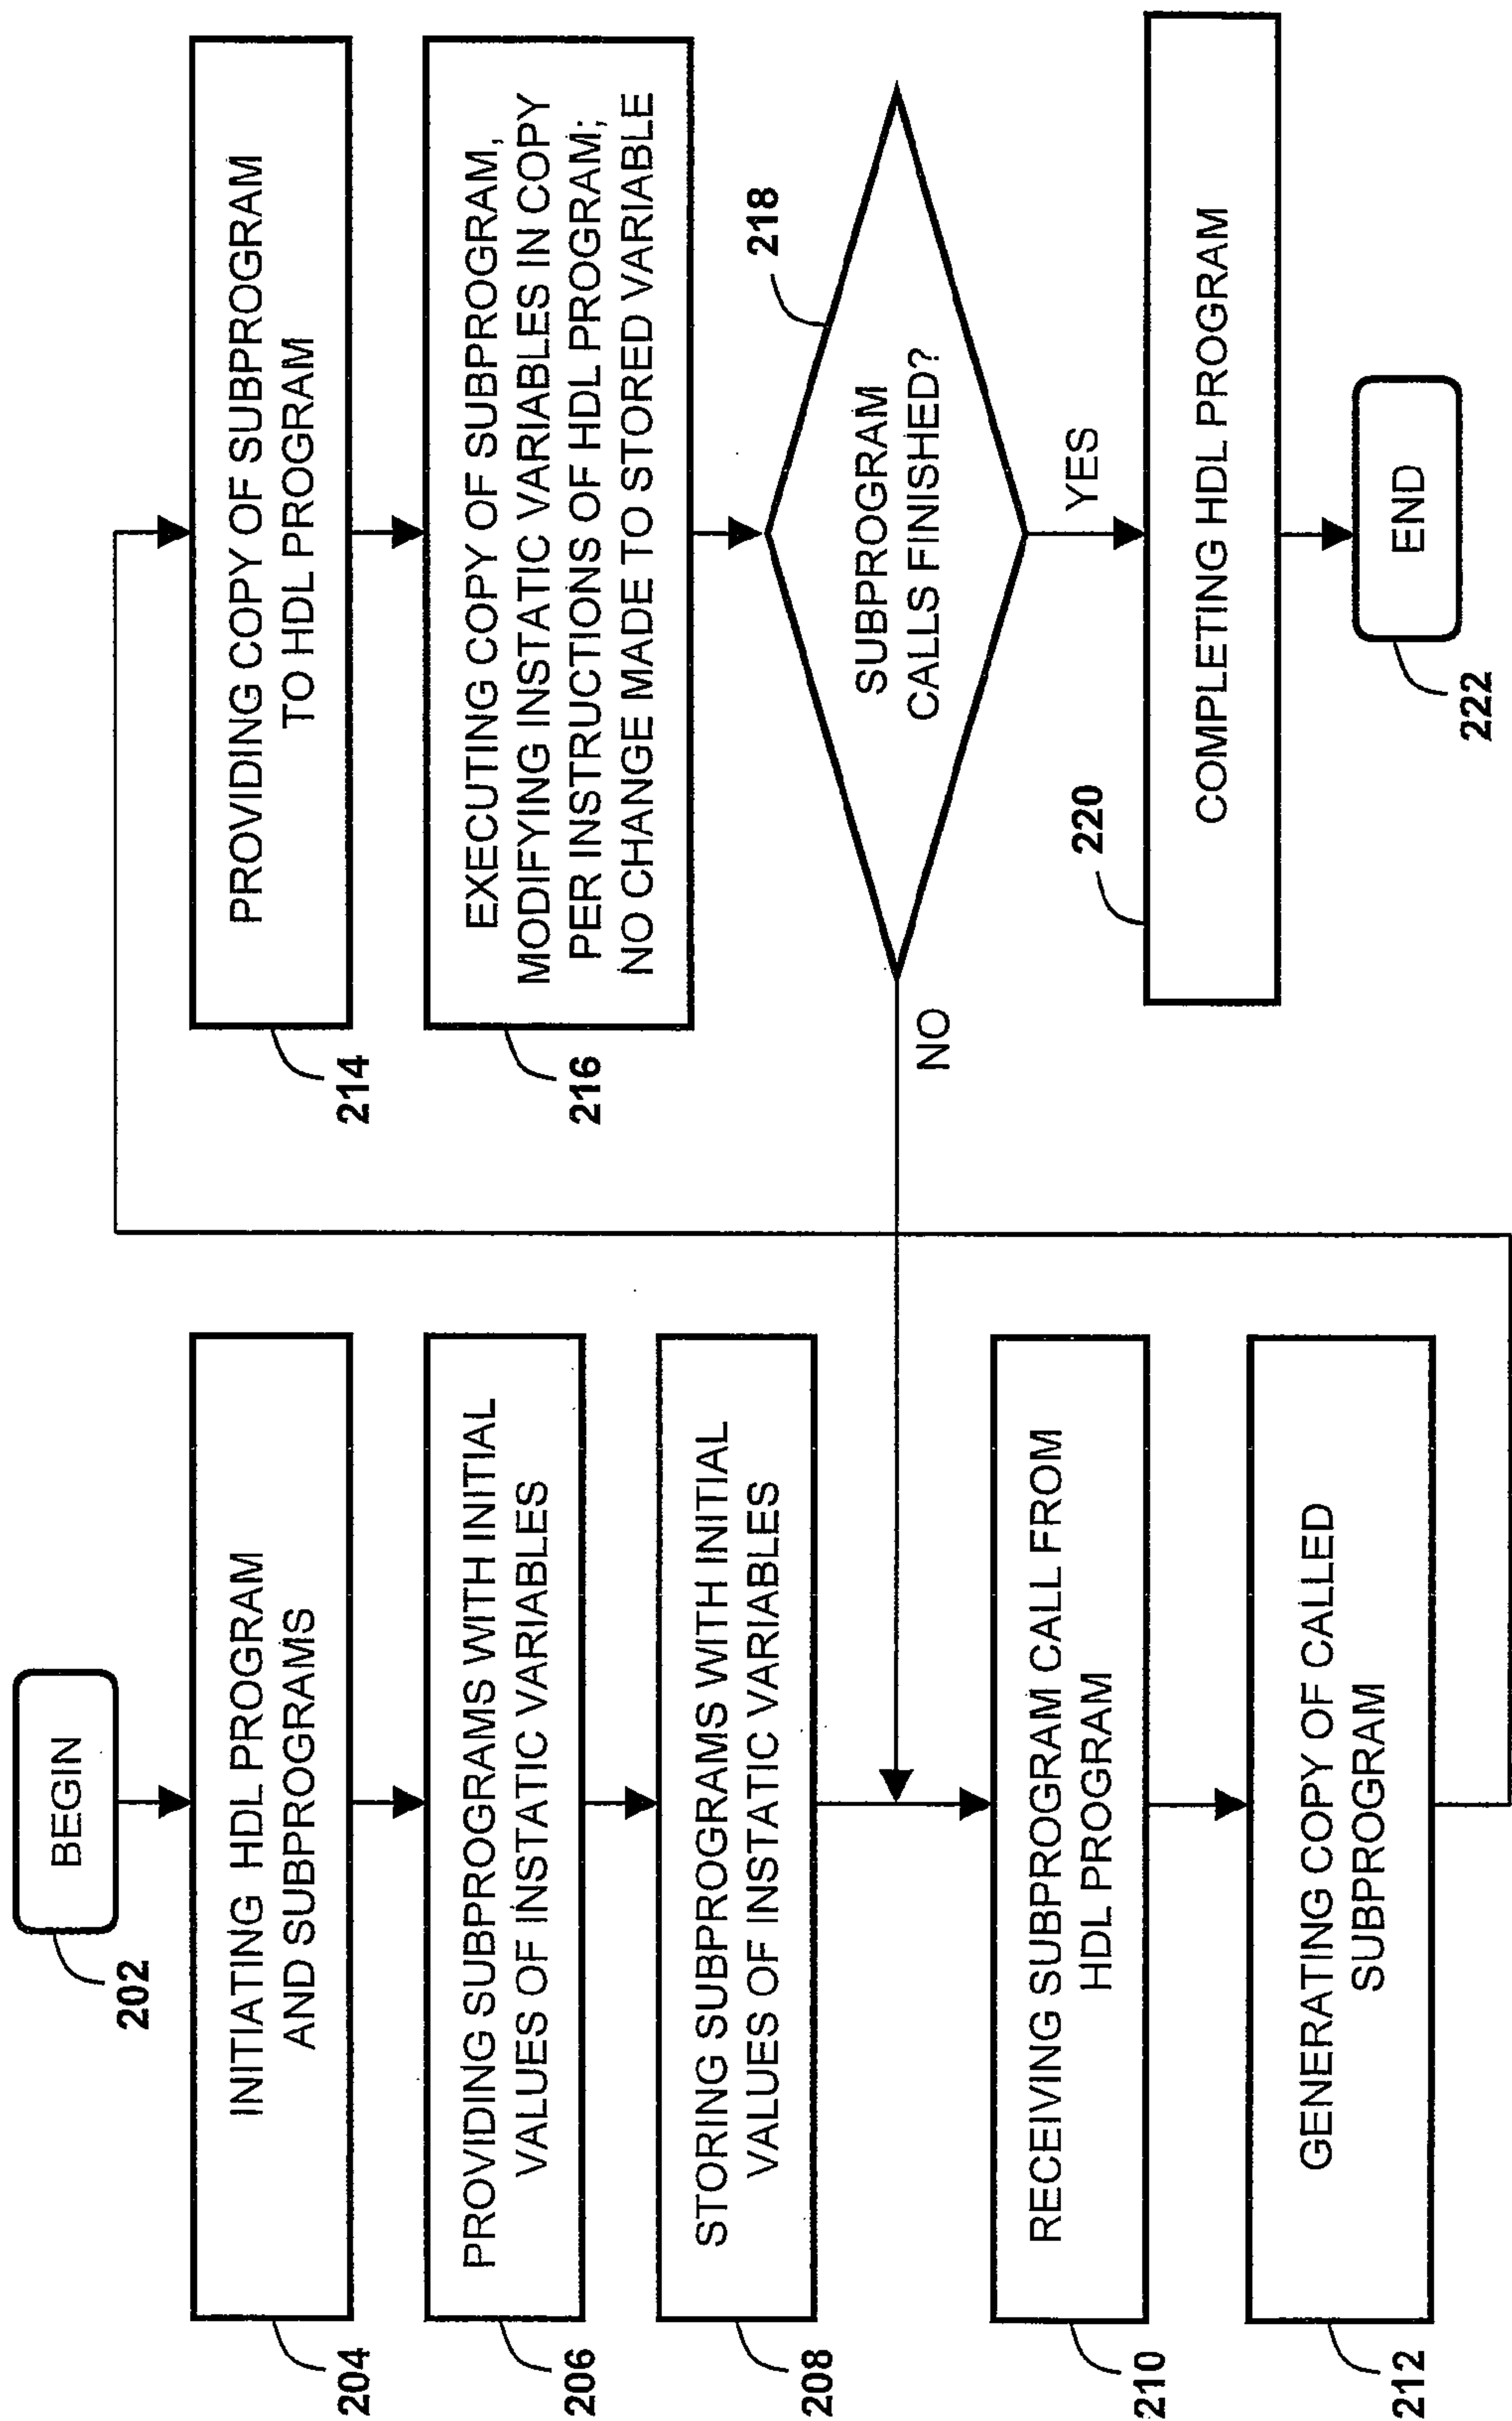 BEGIN
202
INITIATING HDL PROGRAM
AND SUBPROGRAMS
204
PROVIDING SUBPROGRAMS WITH INITIAL
VALUES OF INSTATIC VARIABLES
206
STORING SUBPROGRAMS WITH INITIAL
VALUES OF INSTATIC VARIABLES
208
RECEIVING SUBPROGRAM CALL FROM
HDL PROGRAM
210
GENERATING COPY OF CALLED
SUBPROGRAM
212
PROVIDING COPY OF SUBPROGRAM
TO HDL PROGRAM
214
EXECUTING COPY OF SUBPROGRAM,
MODIFYING INSTATIC VARIABLES IN COPY
PER INSTRUCTIONS OF HDL PROGRAM;
NO CHANGE MADE TO STORED VARIABLE
216
218
SUBPROGRAM
CALLS FINISHED?
NO
YES
220
COMPLETING HDL PROGRAM
END
222